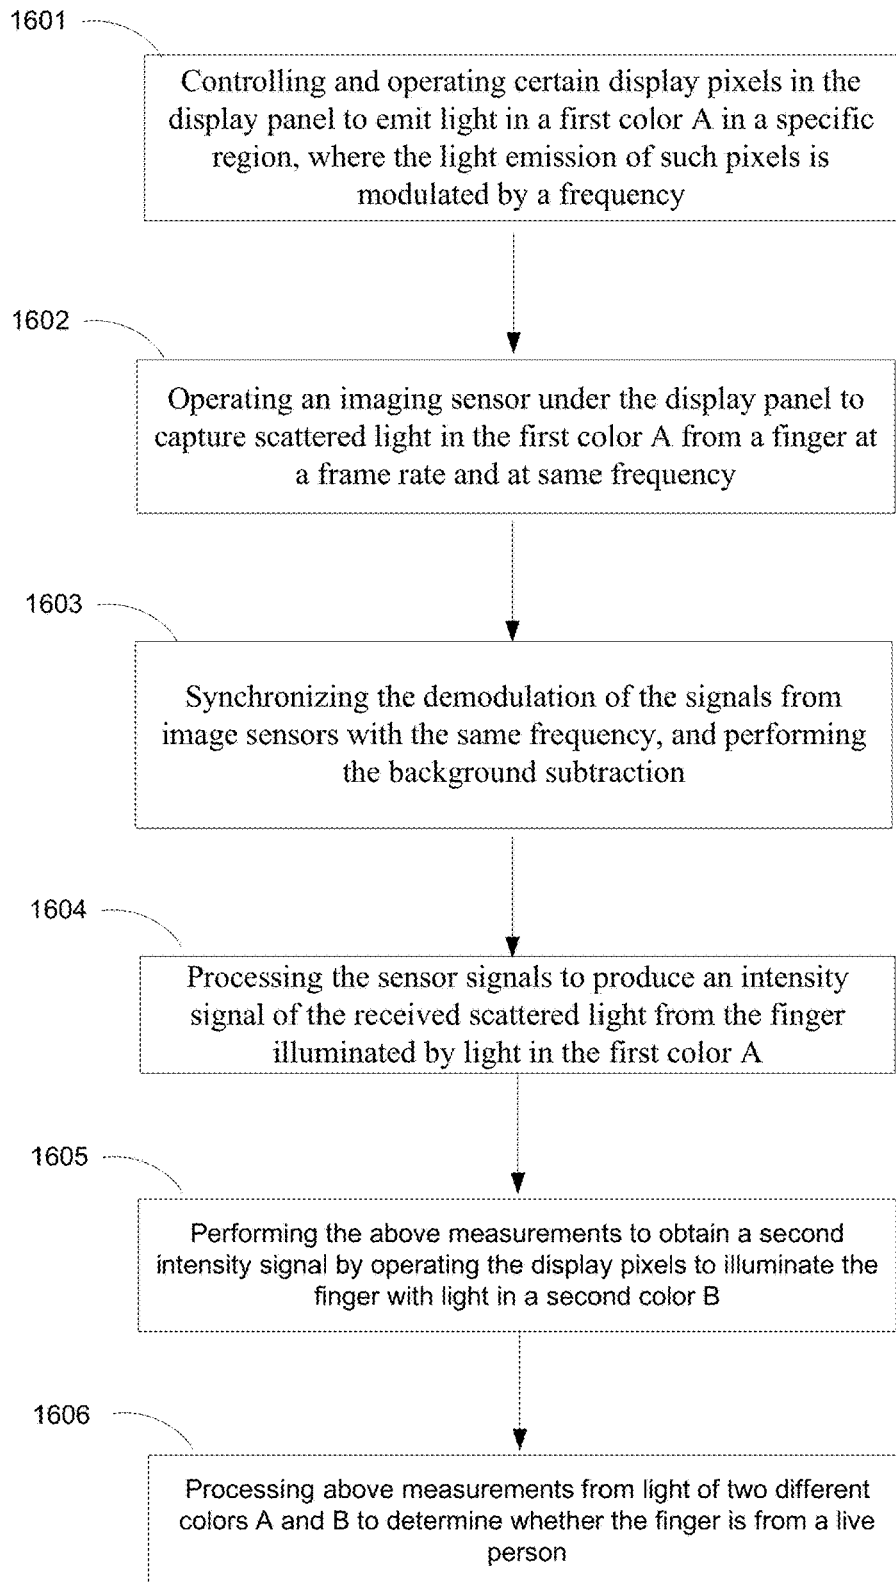 1601
Controlling and operating certain display pixels in the
display panel to emit light in a first color A in a specific
region, where the light emission of such pixels is
modulated by a frequency
1602
Operating an imaging sensor under the display panel to
capture scattered light in the first color A from a finger at
a frame rate and at same frequency
1603
Synchronizing the demodulation of the signals from
image sensors with the same frequency, and performing
the background subtraction
1604
Processing the sensor signals to produce an intensity
signal of the received scattered light from the finger
illuminated by light in the first color A
1605
Performing the above measurements to obtain a second
intensity signal by operating the display pixels to illuminate the
finger with light in a second color B
1606
Processing above measurements from light of two different
colors A and B to determine whether the finger is from a live
person